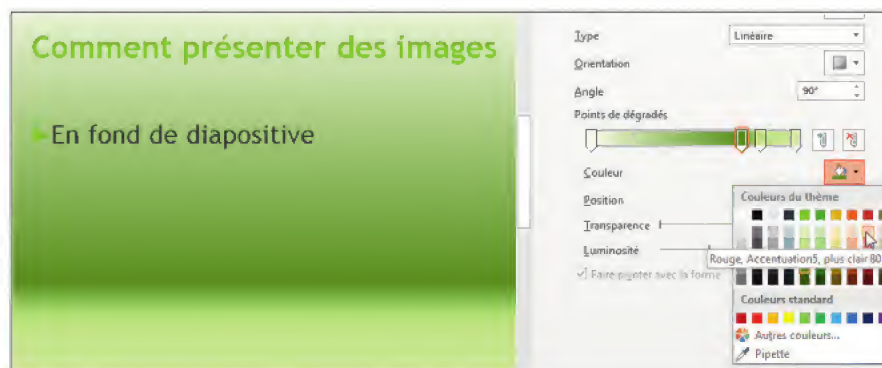 Comment présenter des images
En fond de diapositive
Type Linéaire
Orientation
Angle 90°
Points de dégradés
Couleur
Position
Transparence
Luminosité
Faire pivoter avec la forme
Couleurs du thème
Rouge, Accentuation5, plus clair 80
Couleurs standard
Autres couleurs...
Pipette